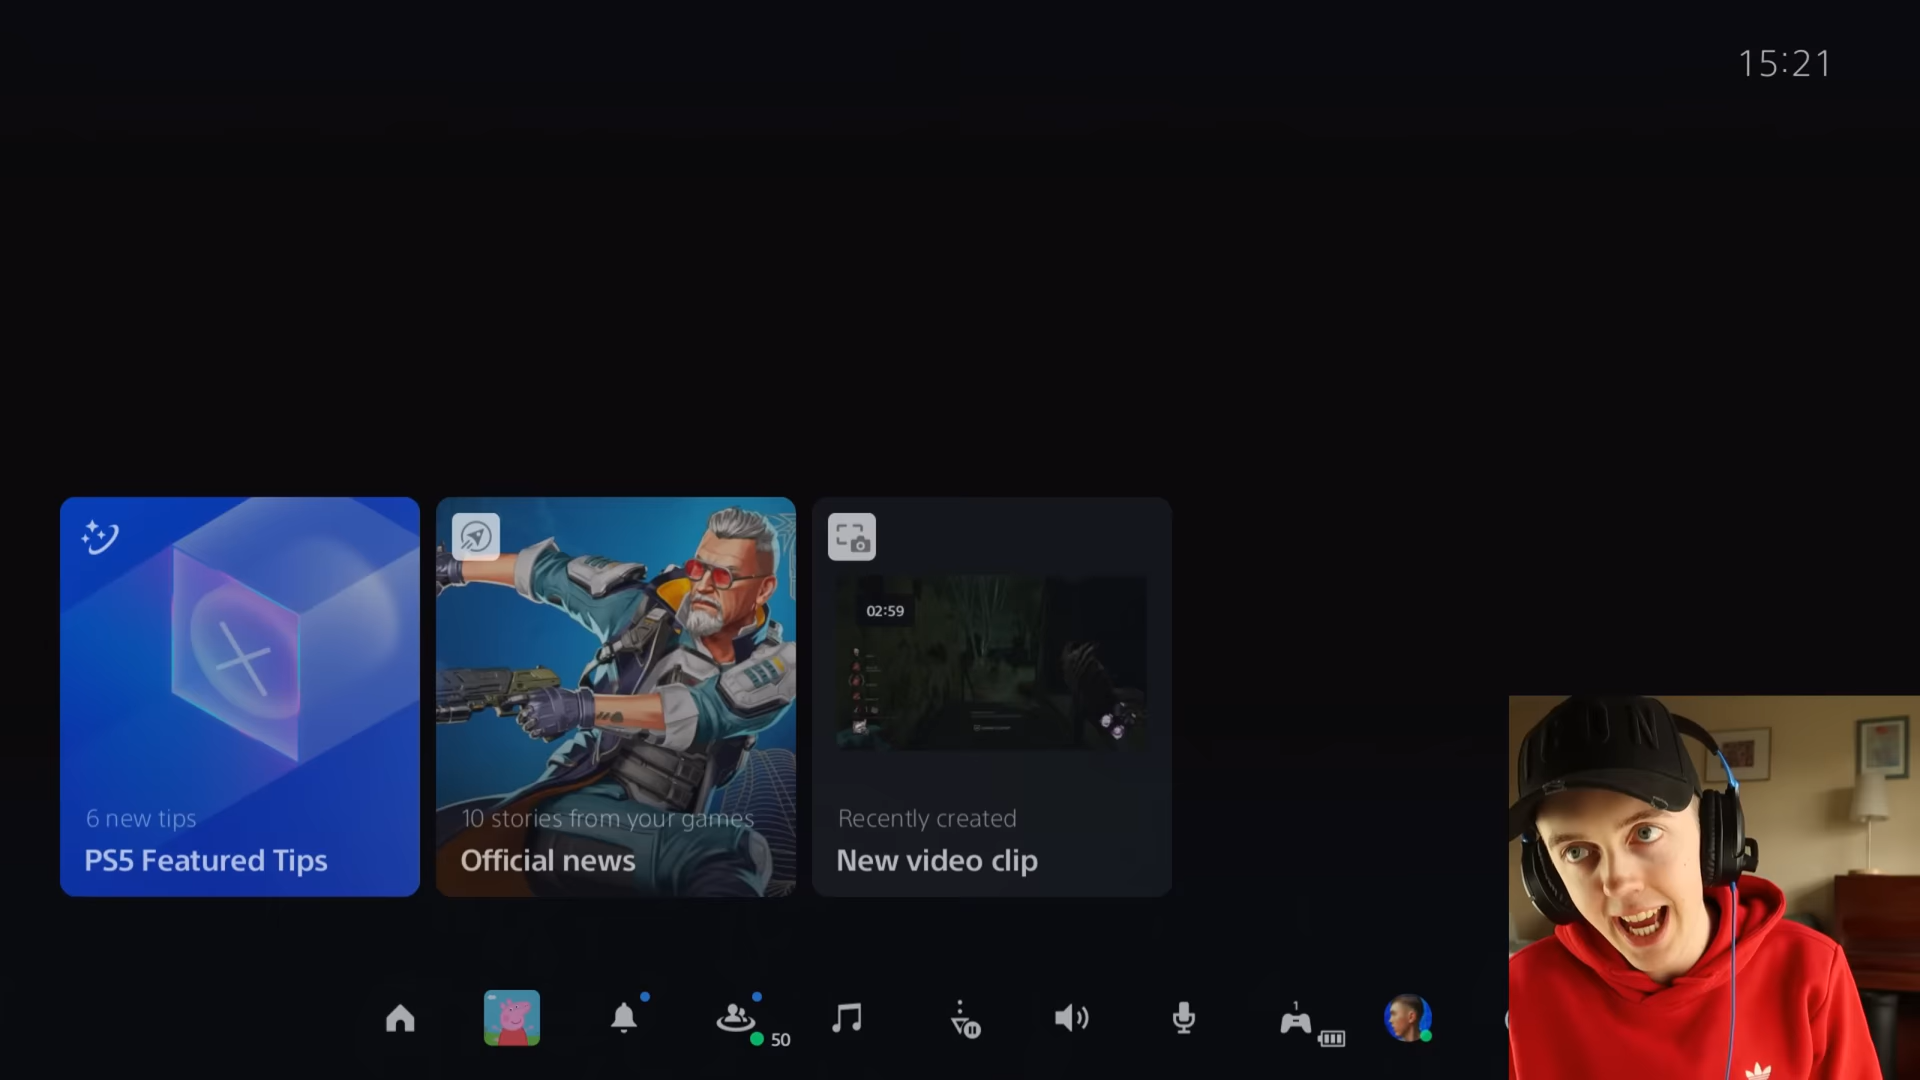 15:21
02:59
6 new tips
PS5 Featured Tips
10 stories from your games
Official news
Recently created
New video clip
50
1